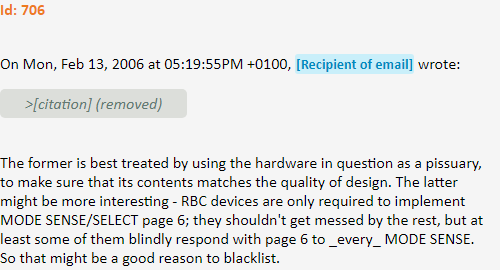 Id: 706
On Mon, Feb 13, 2006 at 05:19:55PM +0100, [Recipient of email] wrote:
>[citation] (removed)
The former is best treated by using the hardware in question as a pissuary,
to make sure that its contents matches the quality of design. The latter
might be more interesting - RBC devices are only required to implement
MODE SENSE/SELECT page 6; they shouldn't get messed by the rest, but at
least some of them blindly respond with page 6 to _every_ MODE SENSE.
So that might be a good reason to blacklist.